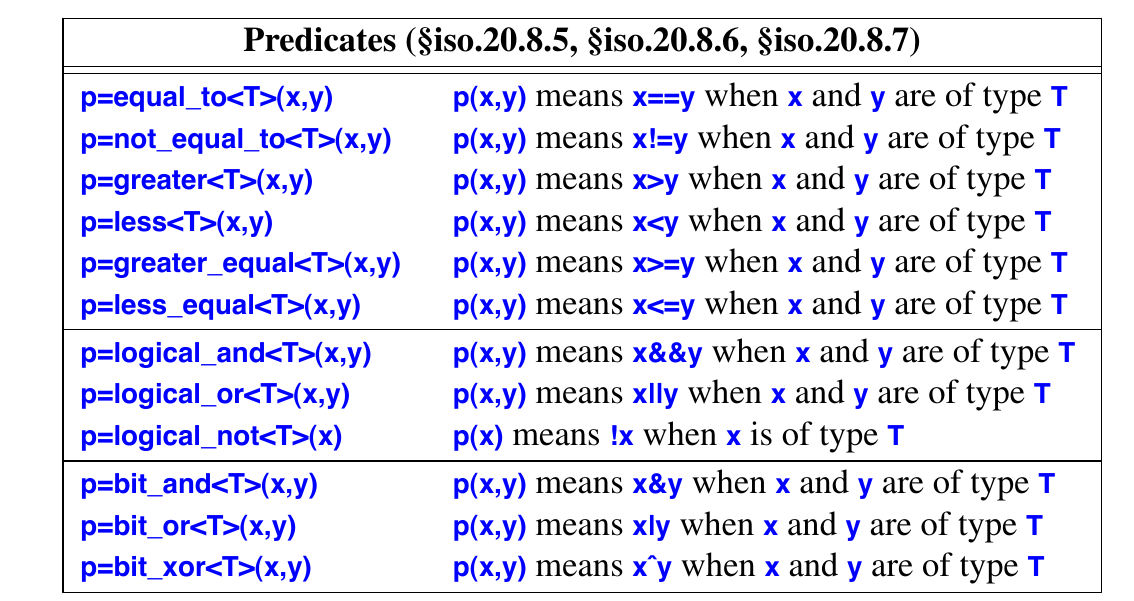 Predicates (§iso.20.8.5, §iso.20.8.6, §iso.20.8.7)
p=equal_to<T>(x,y) p(x,y) means x==y when x and y are of type T
p=not_equal_to<T>(x,y) p(x,y) means x!=y when x and y are of type T
p=greater<T>(x,y) p(x,y) means x>y when x and y are of type T
p=less<T>(x,y) p(x,y) means x<y when x and y are of type T
p=greater_equal<T>(x,y) p(x,y) means x>=y when x and y are of type T
p=less_equal<T>(x,y) p(x,y) means x<=y when x and y are of type T
p=logical_and<T>(x,y) p(x,y) means x&&y when x and y are of type T
p=logical_or<T>(x,y) p(x,y) means x||y when x and y are of type T
p=logical_not<T>(x) p(x) means !x when x is of type T
p=bit_and<T>(x,y) p(x,y) means x&y when x and y are of type T
p=bit_or<T>(x,y) p(x,y) means x|y when x and y are of type T
p=bit_xor<T>(x,y) p(x,y) means xˆy when x and y are of type T